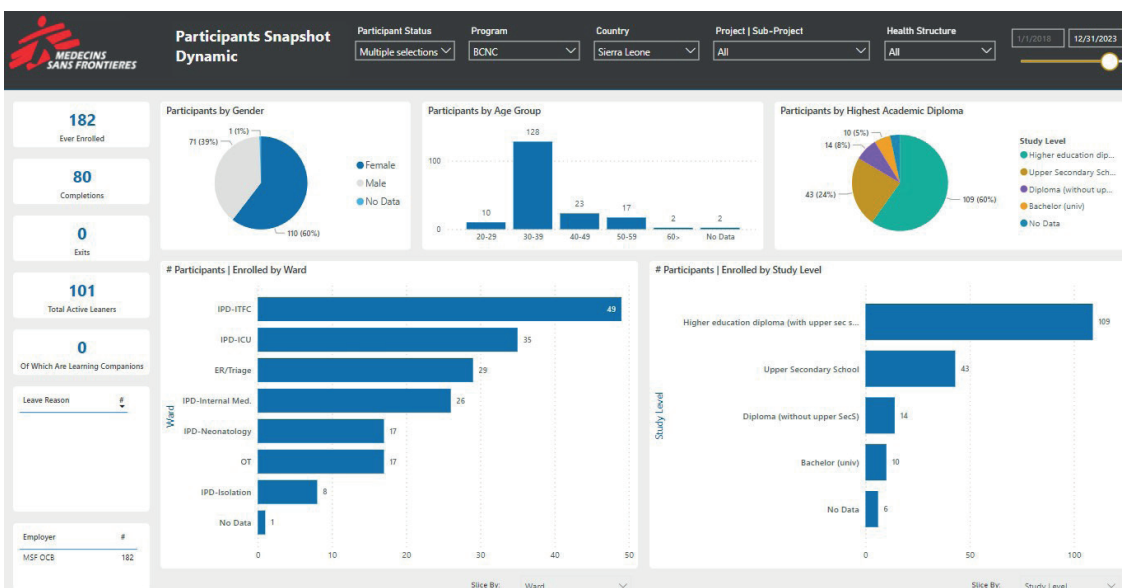 MEDECINS
SANS FRONTIERES
Participants Snapshot
Dynamic
Participant Status
Multiple selections
Program
BCNC
Country
Sierra Leone
Project | Sub-Project
All
Health Structure
All
1/1/2018
12/31/2023
182
Ever Enrolled
80
Completions
0
Exits
101
Total Active Leaners
0
Of Which Are Learning Companions
Leave Reason #
Employer #
MSF OCB 182
Participants by Gender
1 (1%)
71 (39%)
110 (60%)
Female
Male
No Data
Participants by Age Group
100
0
10
128
23
17
2
2
20-29
30-39
40-49
50-59
60>
No Data
Participants by Highest Academic Diploma
10 (5%)
14 (8%)
43 (24%)
109 (60%)
Study Level
Higher education dip...
Upper Secondary Sch...
Diploma (without up...
Bachelor (univ)
No Data
# Participants | Enrolled by Ward
Ward
IPD-ITFC 49
IPD-ICU 35
ER/Triage 29
IPD-Internal Med. 26
IPD-Neonatology 17
OT 17
IPD-Isolation 8
No Data 1
0 10 20 30 40 50
Slice By: Ward
# Participants | Enrolled by Study Level
Study Level
Higher education diploma (with upper sec s... 109
Upper Secondary School 43
Diploma (without upper SecS) 14
Bachelor (univ) 10
No Data 6
0 50 100
Slice By: Study Level